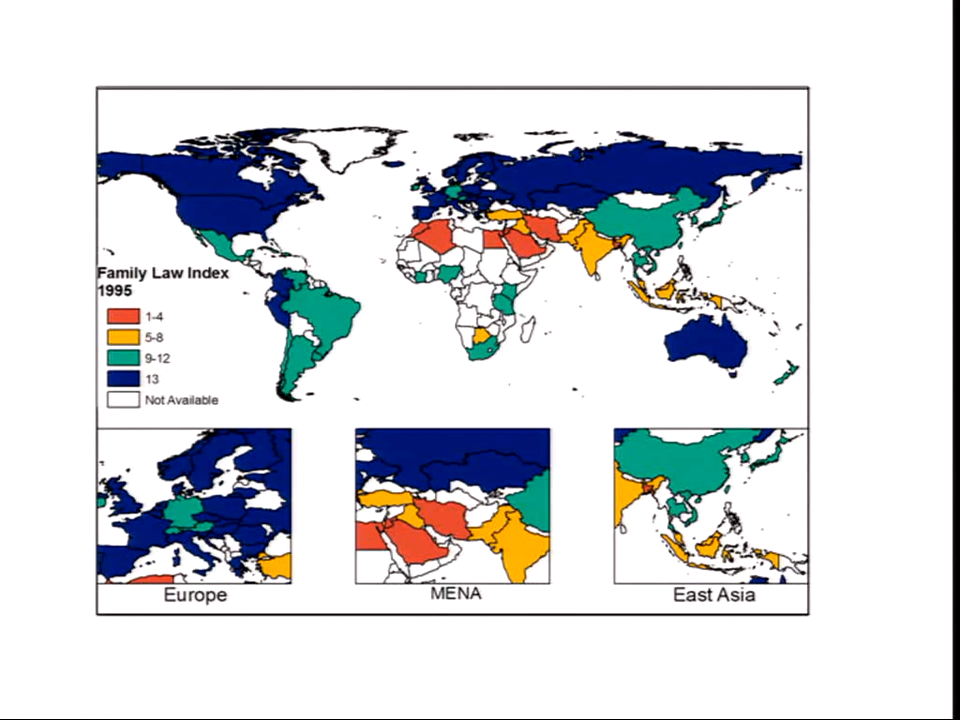 Family Law Index
1995
1-4
5-8
9-12
13
Not Available
Europe
MENA
East Asia